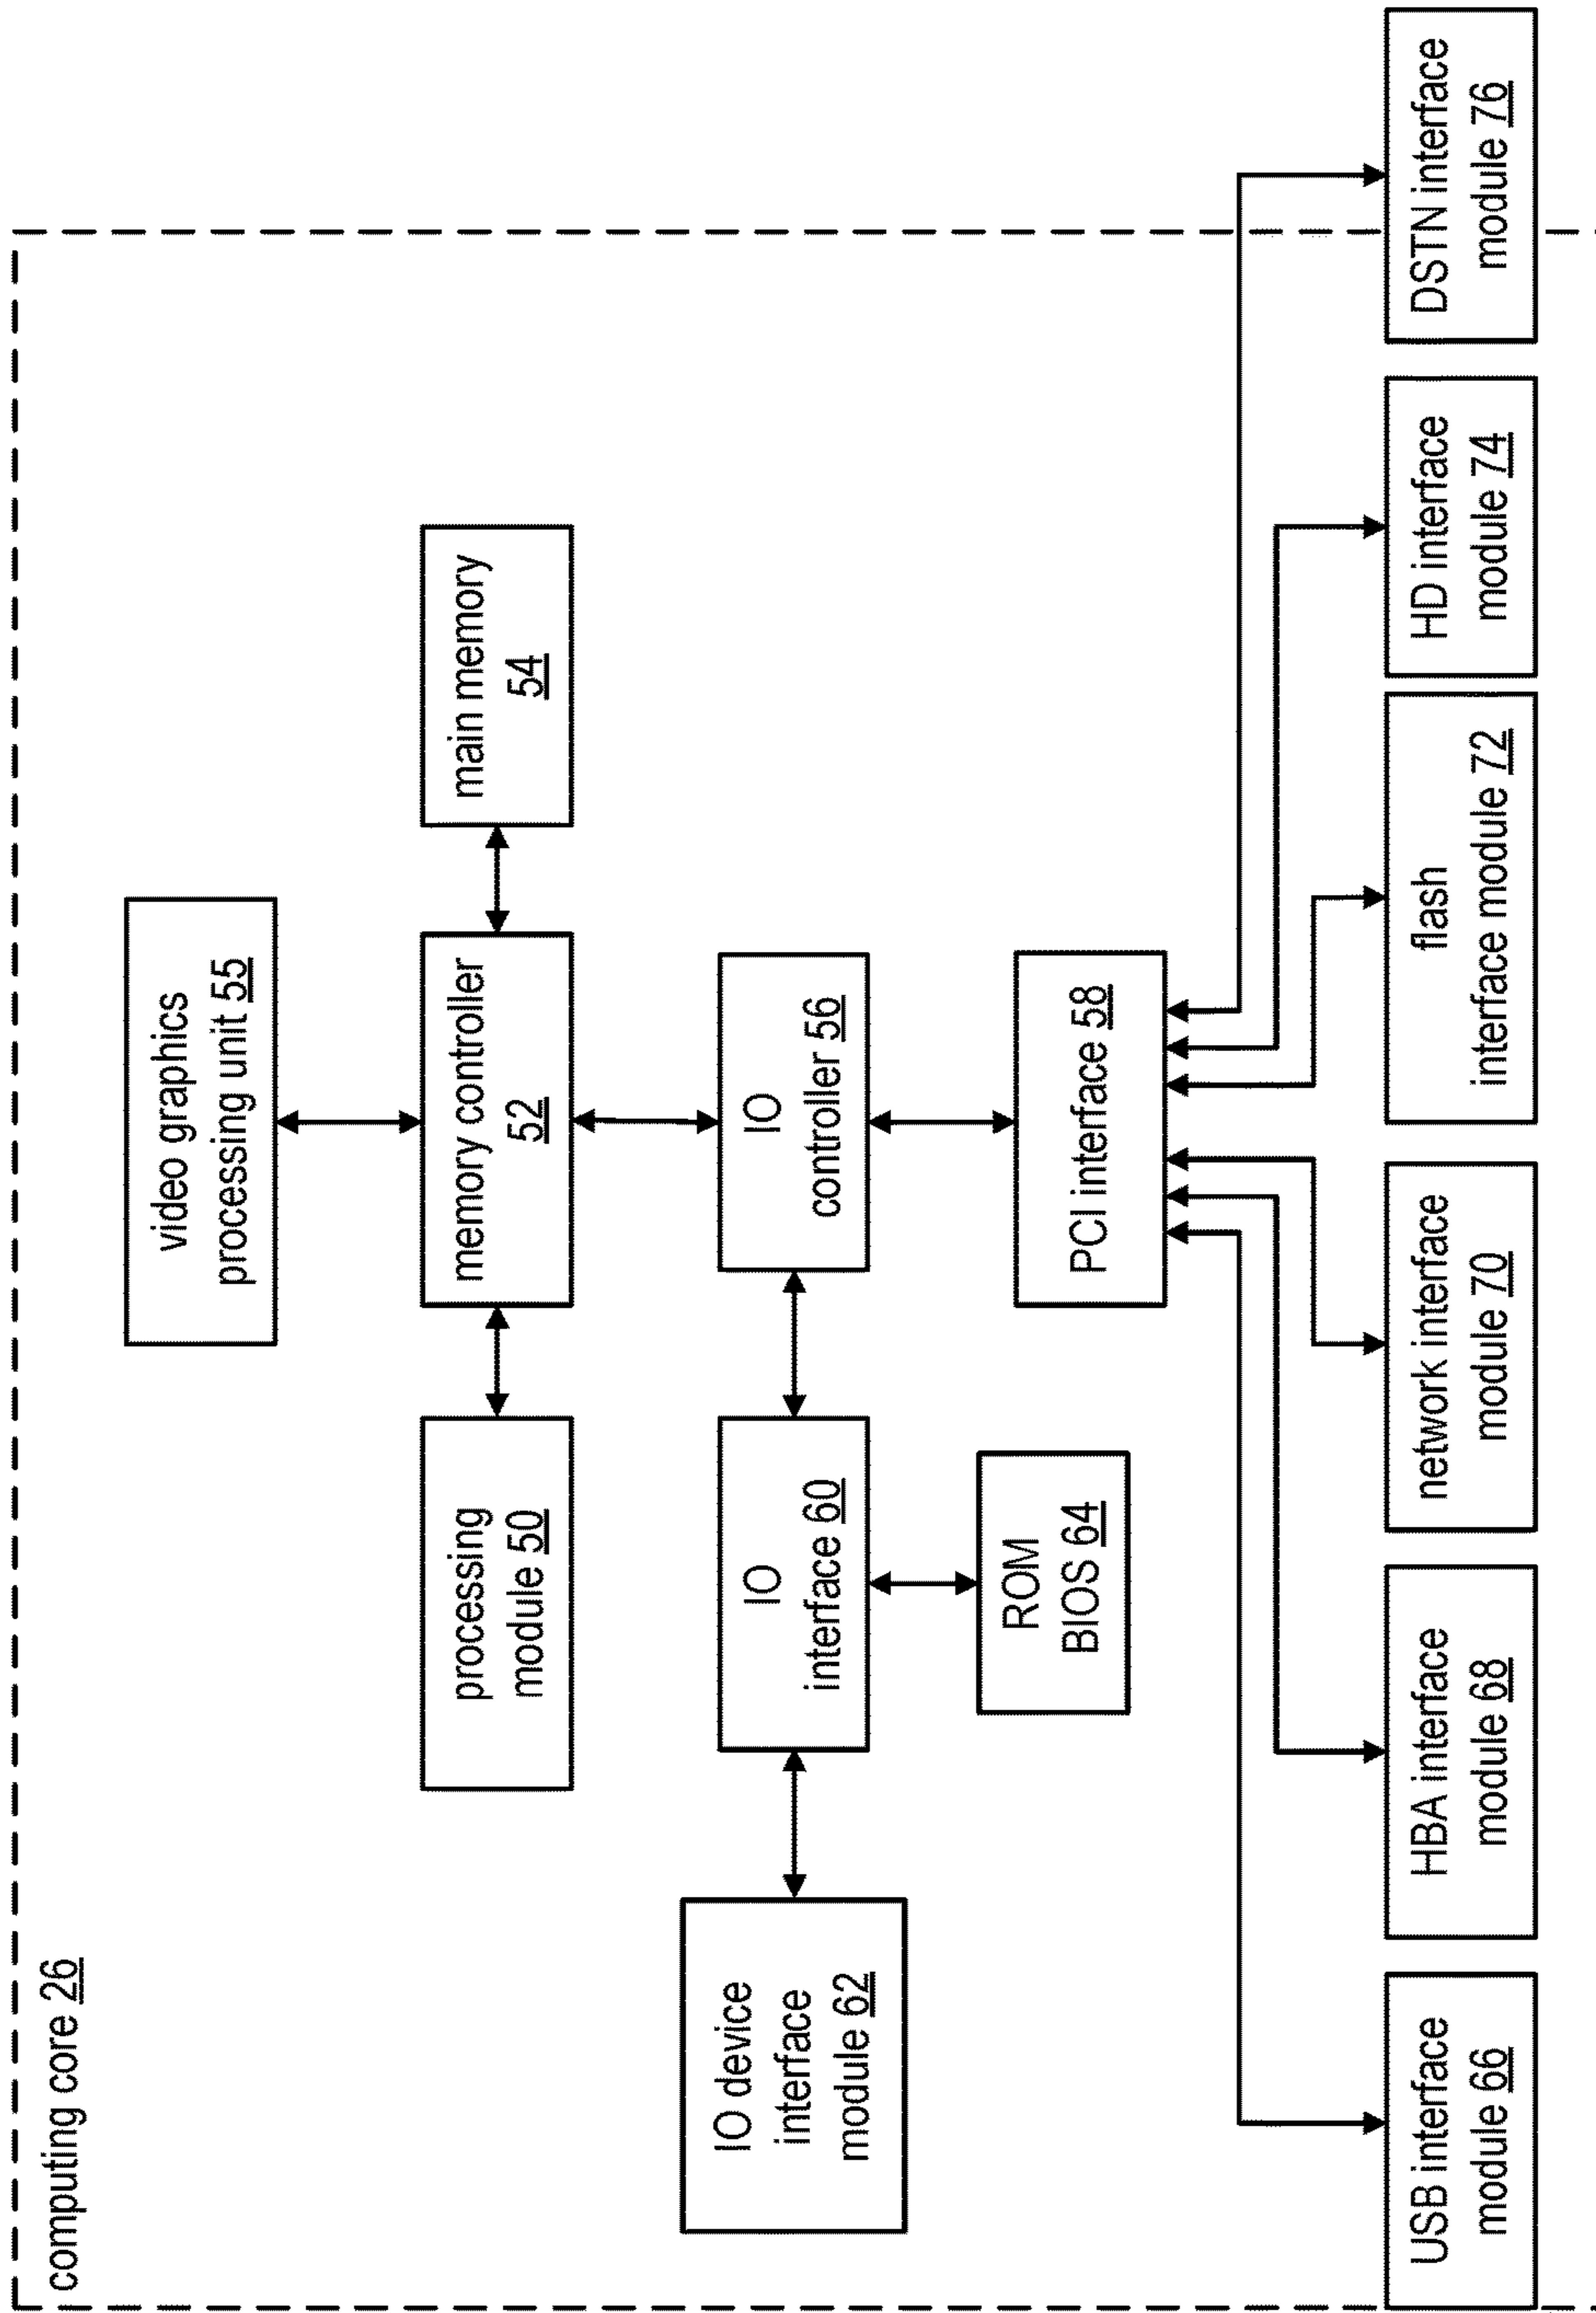 computing core 26
video graphics
processing unit 55
processing
module 50
memory controller
52
main memory
54
IO device
interface
module 62
IO
interface 60
IO
controller 56
ROM
BIOS 64
PCI interface 58
USB interface
module 66
HBA interface
module 68
network interface
module 70
flash
interface module 72
HD interface
module 74
DSTN interface
module 76